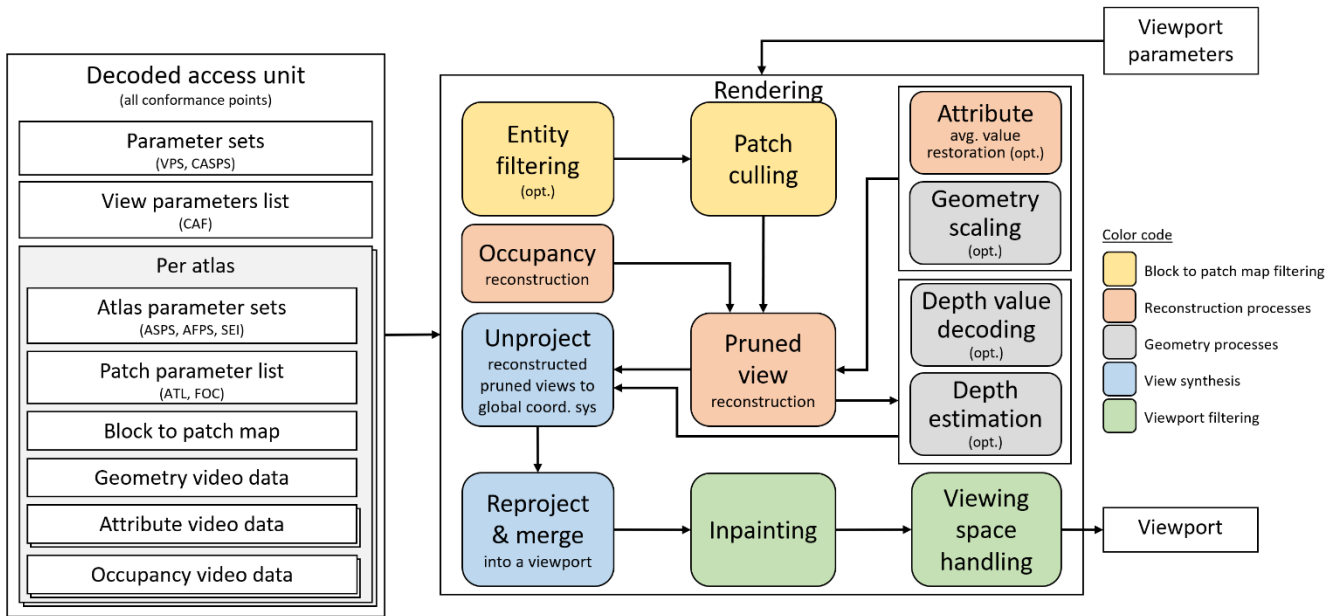 Decoded access unit
(all conformance points)
Parameter sets
(VPS, CASPS)
View parameters list
(CAF)
Per atlas
Atlas parameter sets
(ASPS, AFPS, SEI)
Patch parameter list
(ATL, FOC)
Block to patch map
Geometry video data
Attribute video data
Occupancy video data
Viewport
parameters
Rendering
Entity
filtering
(opt.)
Patch
culling
Attribute
avg. value
restoration (opt.)
Geometry
scaling
(opt.)
Occupancy
reconstruction
Depth value
decoding
(opt.)
Unproject
reconstructed
pruned views to
global coord. sys
Pruned
view
reconstruction
Depth
estimation
(opt.)
Reproject
& merge
into a viewport
Inpainting
Viewing
space
handling
Viewport
Color code
Block to patch map filtering
Reconstruction processes
Geometry processes
View synthesis
Viewport filtering